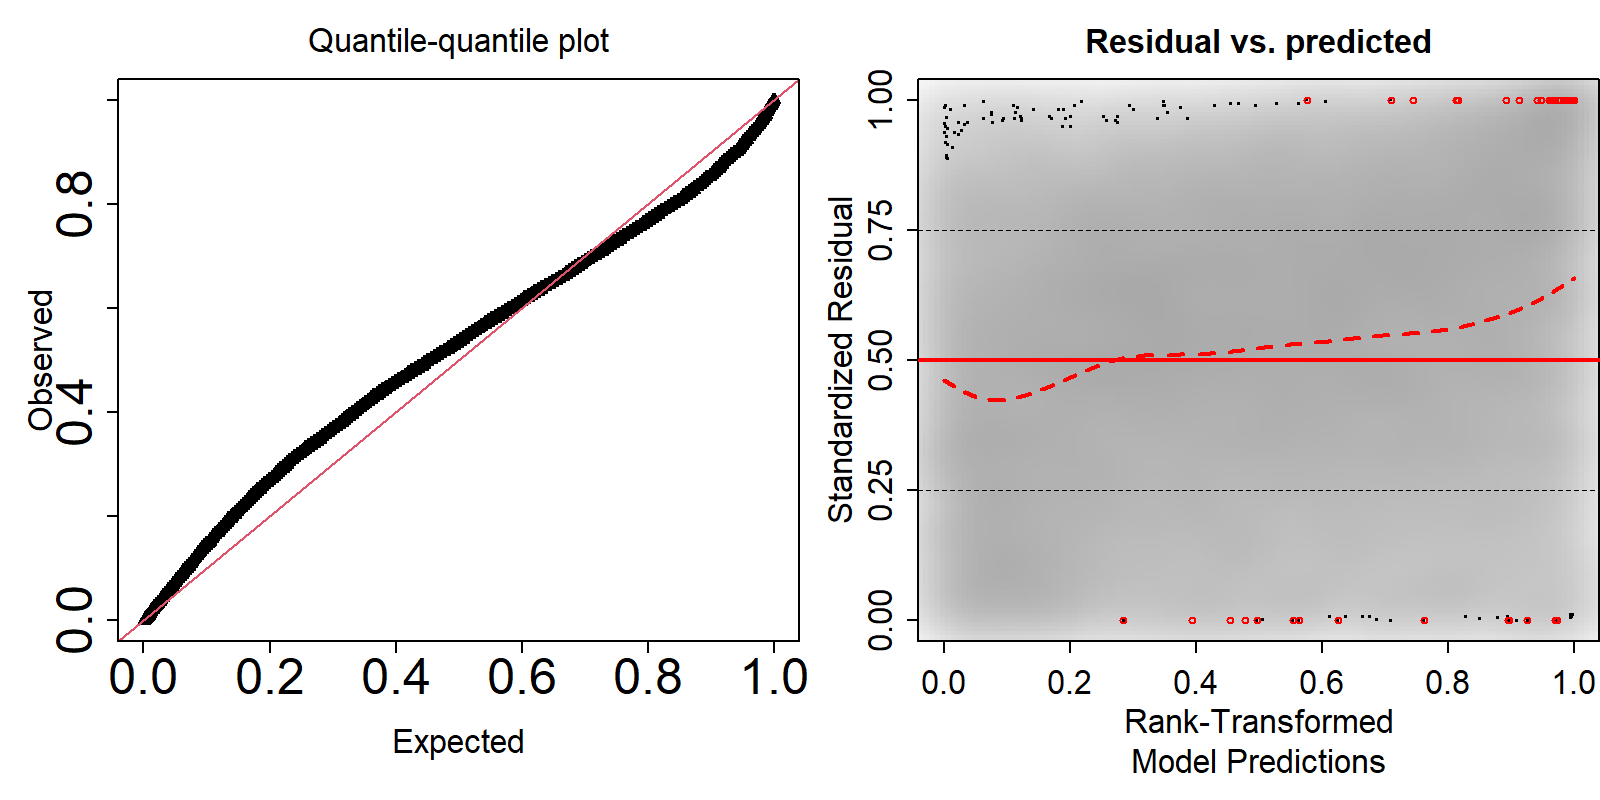 Quantile-quantile plot
Observed
0.0
0.4
0.8
0.0 0.2 0.4 0.6 0.8 1.0
Expected
Residual vs. predicted
Standardized Residual
0.00 0.25 0.50 0.75 1.00
0.0 0.2 0.4 0.6 0.8 1.0
Rank-Transformed
Model Predictions